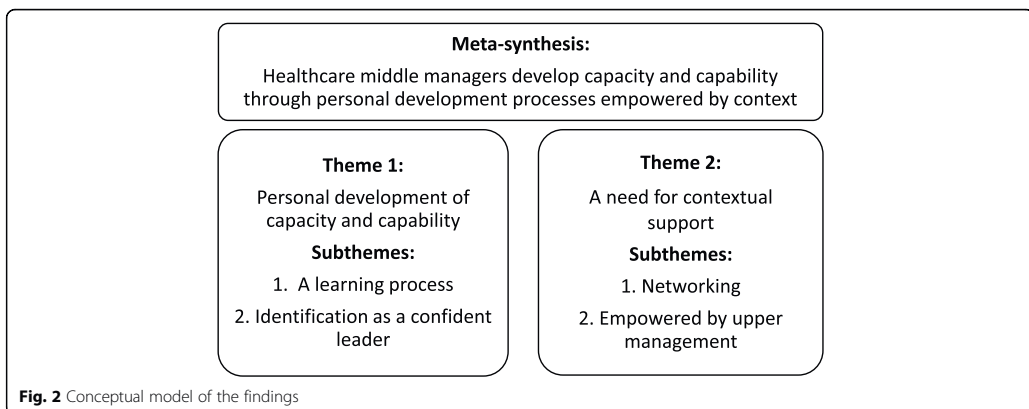 Meta-synthesis:
Healthcare middle managers develop capacity and capability
through personal development processes empowered by context
Theme 1:
Personal development of
capacity and capability
Subthemes:
1. A learning process
2. Identification as a confident
leader
Theme 2:
A need for contextual
support
Subthemes:
1. Networking
2. Empowered by upper
management
Fig. 2 Conceptual model of the findings